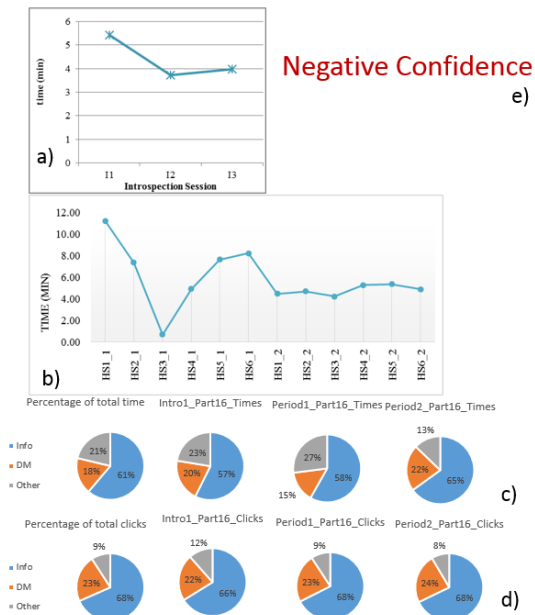 6
5
4
3
2
1
0
time (min)
I1 I2 I3
Introspection Session
a)
Negative Confidence
e)
12.00
10.00
8.00
6.00
4.00
2.00
0.00
TIME (MIN)
HS1_1 HS2_1 HS3_1 HS4_1 HS5_1 HS6_1 HS1_2 HS2_2 HS3_2 HS4_2 HS5_2 HS6_2
b)
Percentage of total time
Info
DM
Other
21%
18%
61%
Intro1_Part16_Times
23%
20%
57%
Period1_Part16_Times
27%
15%
58%
Period2_Part16_Times
13%
22%
65%
c)
Percentage of total clicks
Info
DM
Other
9%
23%
68%
Intro1_Part16_Clicks
12%
22%
66%
Period1_Part16_Clicks
9%
23%
68%
Period2_Part16_Clicks
8%
24%
68%
d)